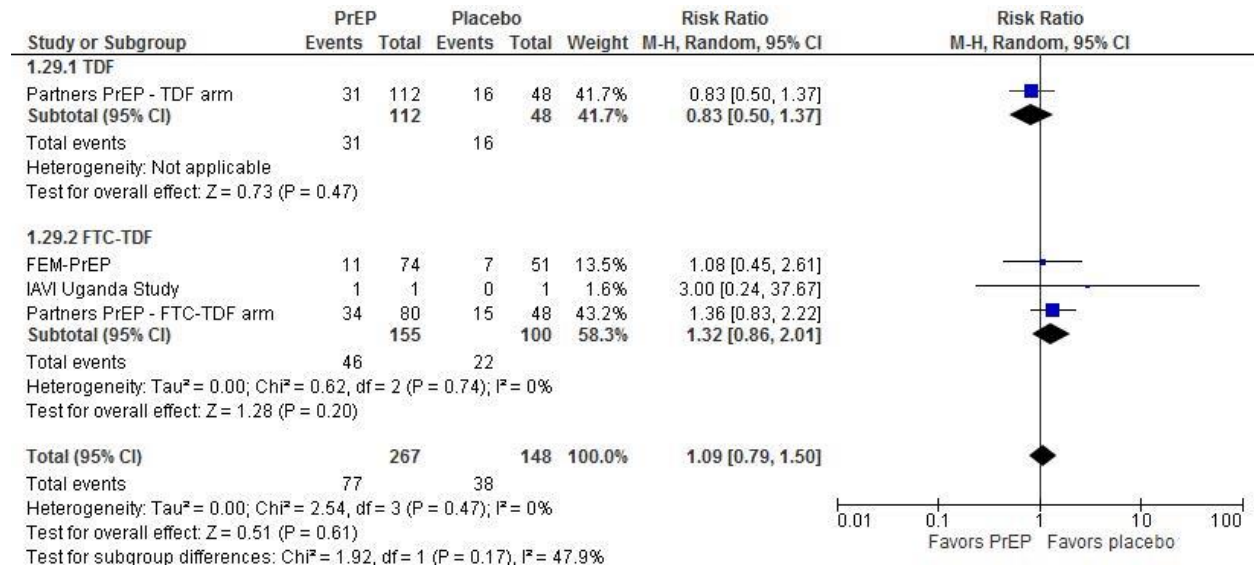 PrEP Placebo Risk Ratio Risk Ratio
Study or Subgroup Events Total Events Total Weight M-H, Random, 95% CI M-H, Random, 95% CI
1.29.1 TDF
Partners PrEP - TDF arm 31 112 16 48 41.7% 0.83 [0.50, 1.37]
Subtotal (95% CI) 112 48 41.7% 0.83 [0.50, 1.37]
Total events 31 16
Heterogeneity: Not applicable
Test for overall effect: Z = 0.73 (P = 0.47)
1.29.2 FTC-TDF
FEM-PrEP 11 74 7 51 13.5% 1.08 [0.45, 2.61]
IAVI Uganda Study 1 1 0 1 1.6% 3.00 [0.24, 37.67]
Partners PrEP - FTC-TDF arm 34 80 15 48 43.2% 1.36 [0.83, 2.22]
Subtotal (95% CI) 155 100 58.3% 1.32 [0.86, 2.01]
Total events 46 22
Heterogeneity: Tau² = 0.00; Chi² = 0.62, df = 2 (P = 0.74); I² = 0%
Test for overall effect: Z = 1.28 (P = 0.20)
Total (95% CI) 267 148 100.0% 1.09 [0.79, 1.50]
Total events 77 38
Heterogeneity: Tau² = 0.00; Chi² = 2.54, df = 3 (P = 0.47); I² = 0%
Test for overall effect: Z = 0.51 (P = 0.61)
Test for subgroup differences: Chi² = 1.92, df = 1 (P = 0.17), I² = 47.9%
0.01 0.1 1 10 100
Favors PrEP Favors placebo